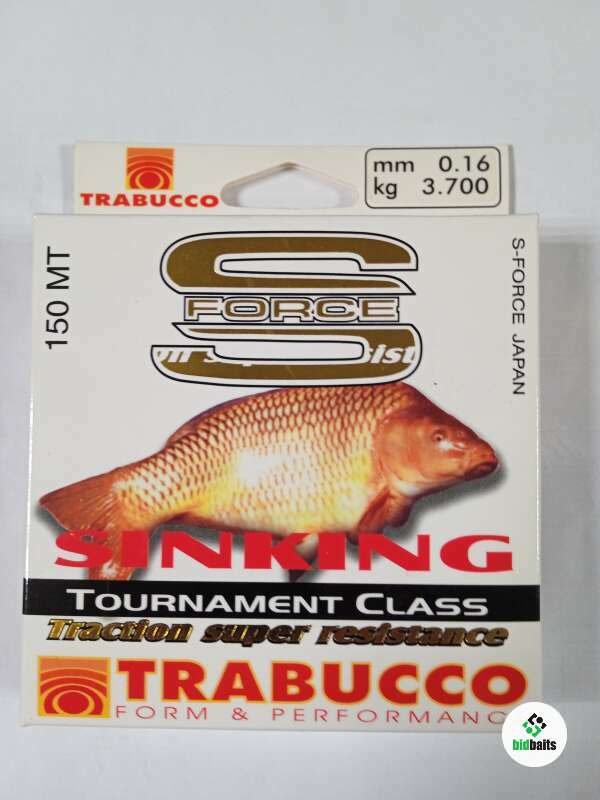 TRABUCCO
mm 0.16
kg 3.700
150 MT
S FORCE
S-FORCE JAPAN
SINKING
TOURNAMENT CLASS
Traction super resistance
TRABUCCO
FORM & PERFORMANC
bidbaits